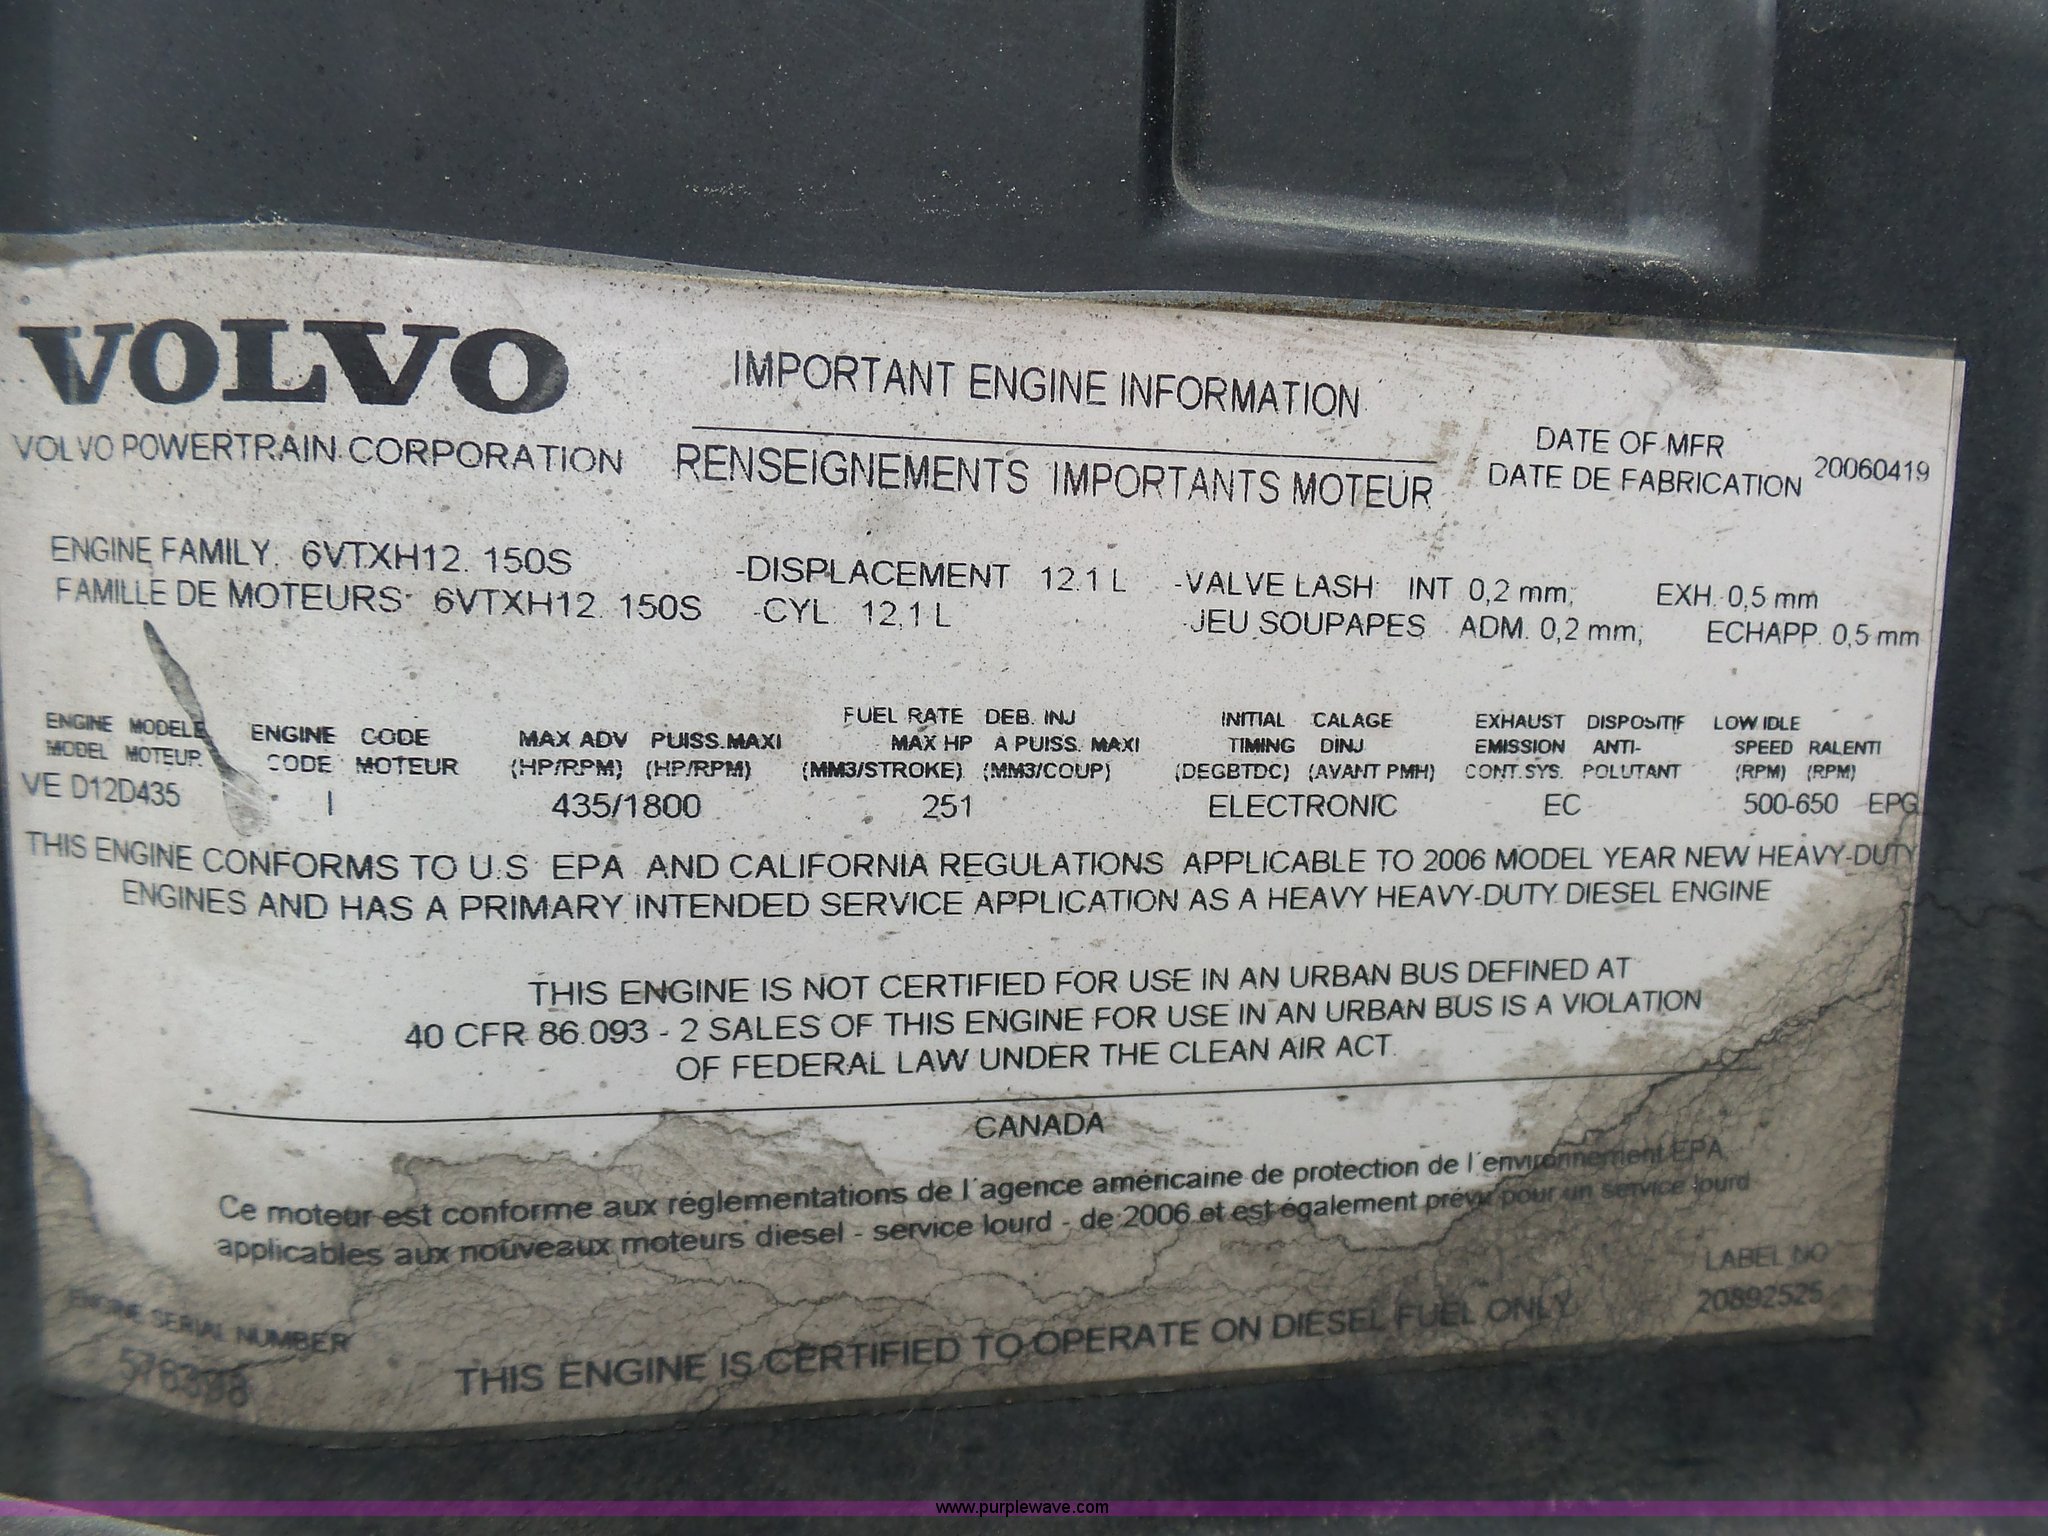 VOLVO
VOLVO POWERTRAIN CORPORATION
IMPORTANT ENGINE INFORMATION
RENSEIGNEMENTS IMPORTANTS MOTEUR
DATE OF MFR
DATE DE FABRICATION 20060419
ENGINE FAMILY. 6VTXH12. 150S
FAMILLE DE MOTEURS· 6VTXH12. 150S
-DISPLACEMENT 12.1 L
-CYL. 12,1 L
-VALVE LASH: INT 0,2 mm; EXH. 0,5 mm
JEU SOUPAPES ADM. 0,2 mm; ECHAPP. 0,5 mm
ENGINE MODELE
MODEL MOTEUR
VE D12D435
ENGINE CODE
CODE MOTEUR
I
MAX ADV PUISS.MAXI
(HP/RPM) (HP/RPM)
435/1800
FUEL RATE DEB. INJ
MAX HP A PUISS. MAXI
(MM3/STROKE) (MM3/COUP)
251
INITIAL CALAGE
TIMING DINJ
(DEGBTDC) (AVANT PMH)
ELECTRONIC
EXHAUST DISPOSITIF
EMISSION ANTI-
CONT.SYS. POLUTANT
EC
LOW IDLE
SPEED RALENTI
(RPM) (RPM)
500-650 EPG
THIS ENGINE CONFORMS TO U.S EPA AND CALIFORNIA REGULATIONS APPLICABLE TO 2006 MODEL YEAR NEW HEAVY-DUTY
ENGINES AND HAS A PRIMARY INTENDED SERVICE APPLICATION AS A HEAVY HEAVY-DUTY DIESEL ENGINE
THIS ENGINE IS NOT CERTIFIED FOR USE IN AN URBAN BUS DEFINED AT
40 CFR 86.093 - 2 SALES OF THIS ENGINE FOR USE IN AN URBAN BUS IS A VIOLATION
OF FEDERAL LAW UNDER THE CLEAN AIR ACT.
CANADA
Ce moteur est conforme aux réglementations de l'agence américaine de protection de l'environnement EPA,
applicables aux nouveaux moteurs diesel - service lourd - de 2006 et est également prévu pour un service lourd
ENGINE SERIAL NUMBER
THIS ENGINE IS CERTIFIED TO OPERATE ON DIESEL FUEL ONLY
LABEL NO
20892525
www.purplewave.com